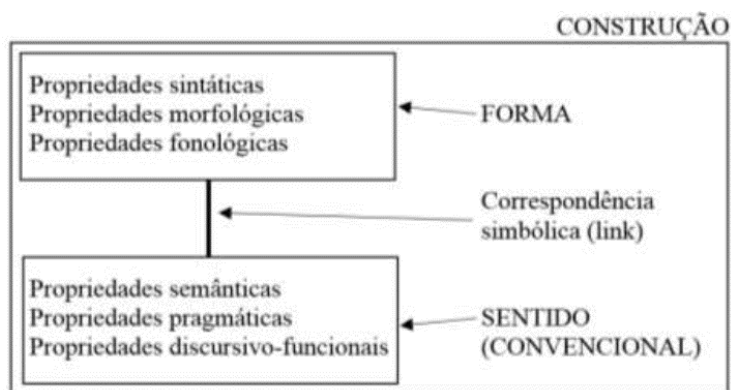 CONSTRUÇÃO
Propriedades sintáticas
Propriedades morfológicas
Propriedades fonológicas
FORMA
Correspondência
simbólica (link)
Propriedades semânticas
Propriedades pragmáticas
Propriedades discursivo-funcionais
SENTIDO
(CONVENCIONAL)